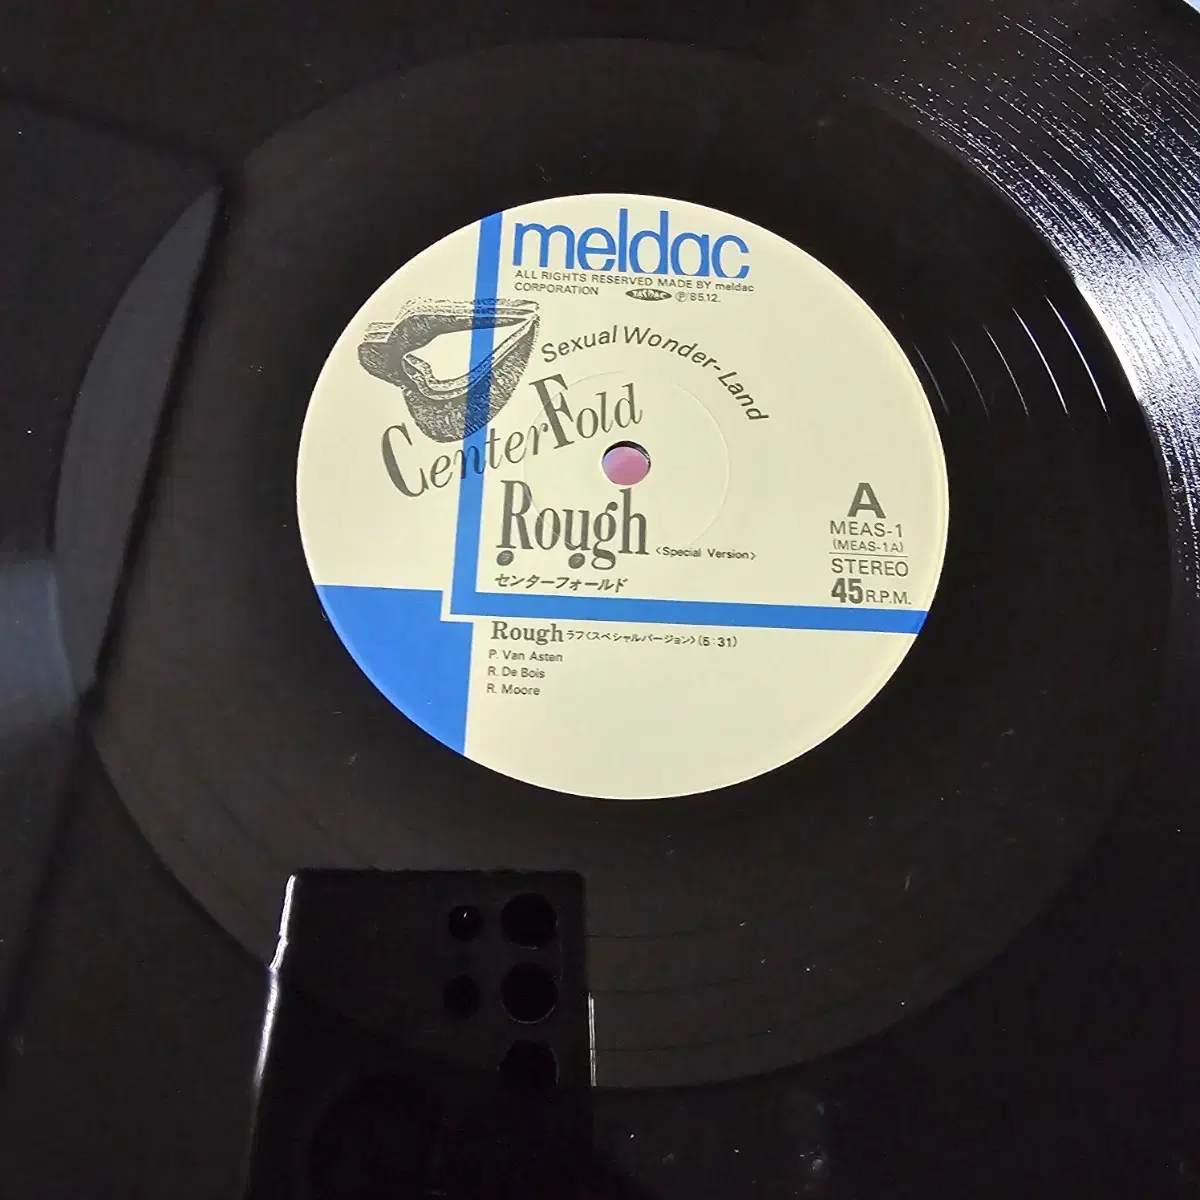 meldac
ALL RIGHTS RESERVED MADE BY meldac
CORPORATION ℗'85.12.
Sexual Wonder-Land
CenterFold
Rough <Special Version>
センターフォールド
A
MEAS-1
(MEAS-1A)
STEREO
45 R.P.M.
Rough ラフ<スペシャルバージョン> (5:31)
P. Van Asten
R. De Bois
R. Moore